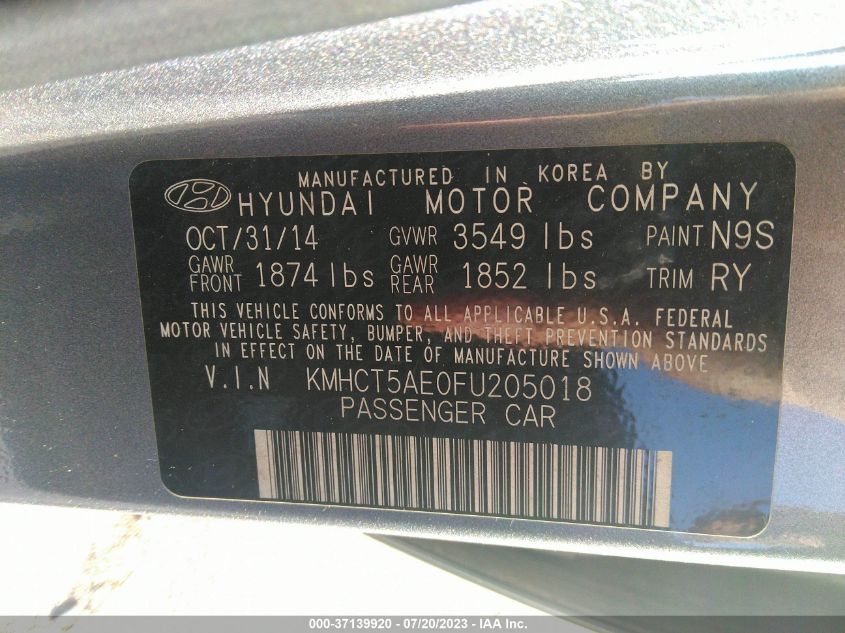 MANUFACTURED IN KOREA BY
HYUNDAI MOTOR COMPANY
OCT/31/14 GVWR 3549 lbs PAINT N9S
GAWR FRONT 1874 lbs GAWR REAR 1852 lbs TRIM RY
THIS VEHICLE CONFORMS TO ALL APPLICABLE U.S.A. FEDERAL
MOTOR VEHICLE SAFETY, BUMPER, AND THEFT PREVENTION STANDARDS
IN EFFECT ON THE DATE OF MANUFACTURE SHOWN ABOVE
V.I.N KMHCT5AE0FU205018
PASSENGER CAR
000-37139920 / 07/20/2023 - IAA Inc.